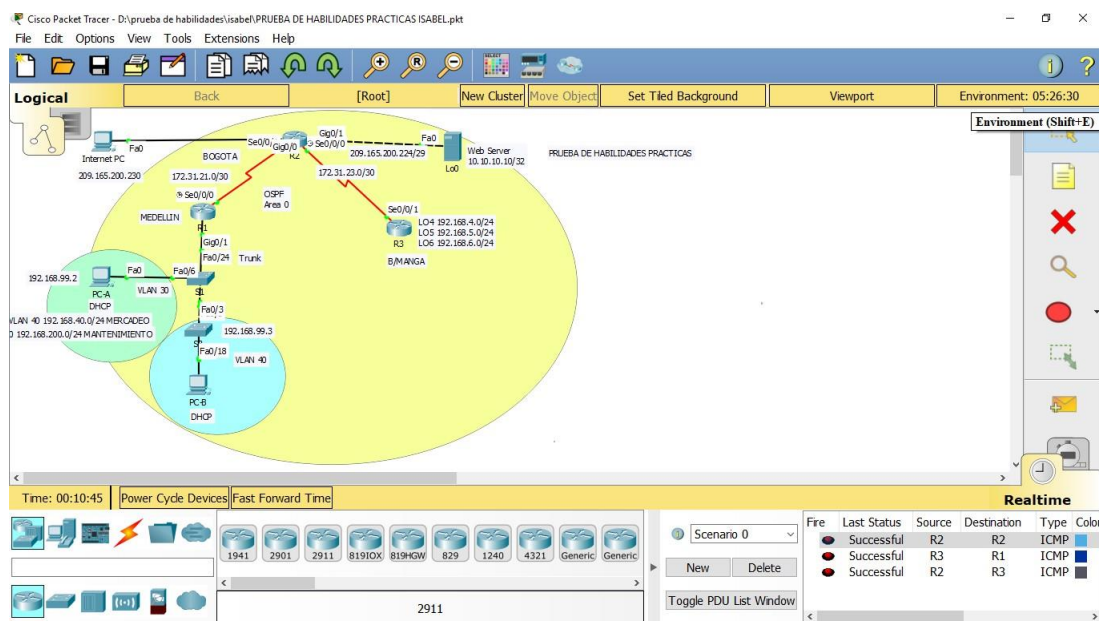 Cisco Packet Tracer - D:\prueba de habilidades\isabel\PRUEBA DE HABILIDADES PRACTICAS ISABEL.pkt
File Edit Options View Tools Extensions Help
Logical Back [Root] New Cluster Move Object Set Tiled Background Viewport Environment: 05:26:30
Environment (Shift+E)
Internet PC
Fa0
209.165.200.230
BOGOTA
Se0/0/
Gig0/0
R2
Gig0/1
Se0/0/0
209.165.200.224/29
Fa0
Lo0
Web Server
10.10.10.10/32
PRUEBA DE HABILIDADES PRACTICAS
172.31.21.0/30
172.31.23.0/30
Se0/0/0
OSPF
Area 0
MEDELLIN
R1
Se0/0/1
R3
LO4 192.168.4.0/24
LO5 192.168.5.0/24
LO6 192.168.6.0/24
B/MANGA
Gig0/1
Fa0/24 Trunk
192.168.99.2
Fa0
Fa0/6
VLAN 30
PC-A
DHCP
S1
VLAN 40 192.168.40.0/24 MERCADEO
0 192.168.200.0/24 MANTENIMIENTO
Fa0/3
192.168.99.3
Fa0/18
VLAN 40
PC-B
DHCP
Time: 00:10:45 Power Cycle Devices Fast Forward Time Realtime
1941 2901 2911 819IOX 819HGW 829 1240 4321 Generic Generic
2911
Scenario 0
New Delete
Toggle PDU List Window
Fire Last Status Source Destination Type Color
Successful R2 R2 ICMP
Successful R3 R1 ICMP
Successful R2 R3 ICMP